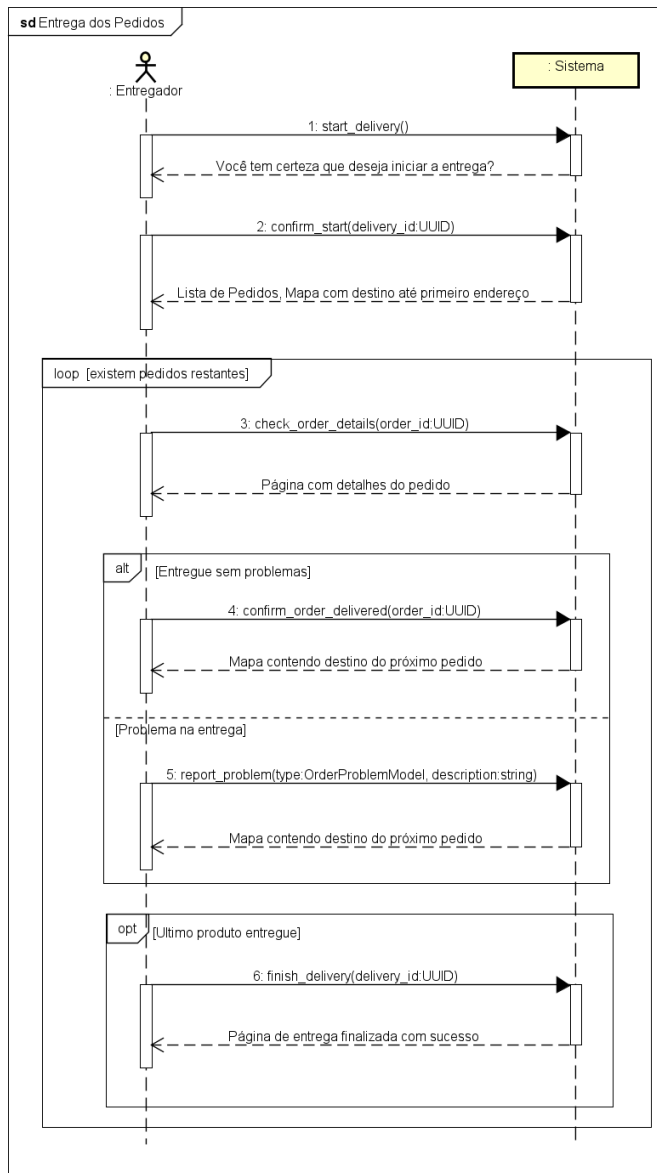 sd Entrega dos Pedidos
: Entregador
: Sistema
1: start_delivery()
Você tem certeza que deseja iniciar a entrega?
2: confirm_start(delivery_id:UUID)
Lista de Pedidos, Mapa com destino até primeiro endereço
loop [existem pedidos restantes]
3: check_order_details(order_id:UUID)
Página com detalhes do pedido
alt [Entregue sem problemas]
4: confirm_order_delivered(order_id:UUID)
Mapa contendo destino do próximo pedido
[Problema na entrega]
5: report_problem(type:OrderProblemModel, description:string)
Mapa contendo destino do próximo pedido
opt [Ultimo produto entregue]
6: finish_delivery(delivery_id:UUID)
Página de entrega finalizada com sucesso